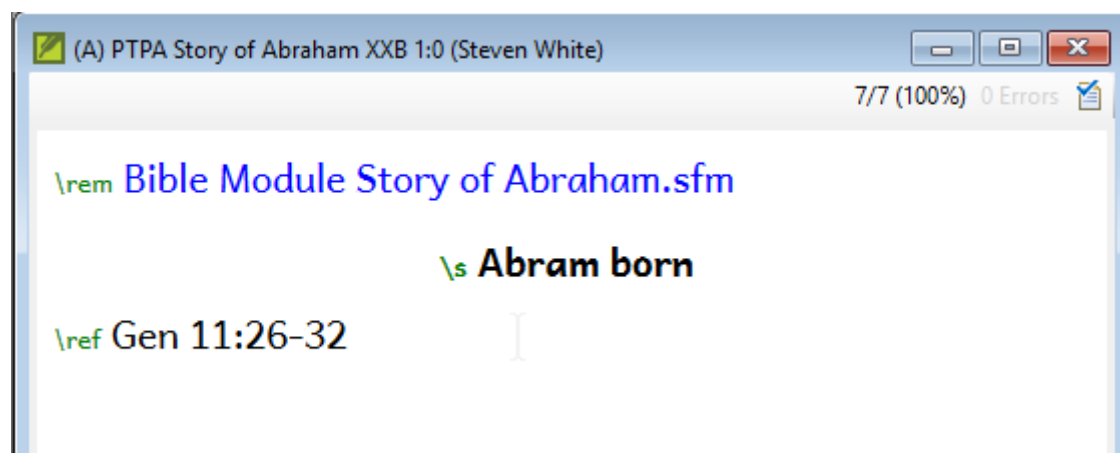 (A) PTPA Story of Abraham XXB 1:0 (Steven White)
7/7 (100%) 0 Errors
\rem Bible Module Story of Abraham.sfm
\s Abram born
\ref Gen 11:26-32